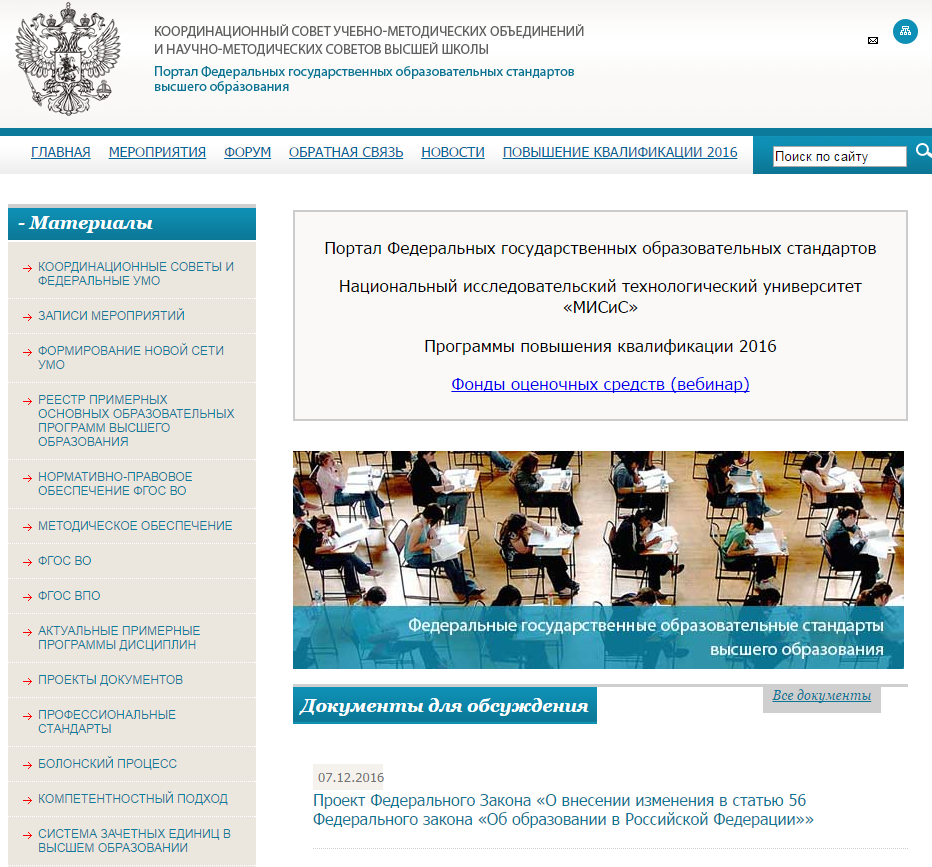 КООРДИНАЦИОННЫЙ СОВЕТ УЧЕБНО-МЕТОДИЧЕСКИХ ОБЪЕДИНЕНИЙ
И НАУЧНО-МЕТОДИЧЕСКИХ СОВЕТОВ ВЫСШЕЙ ШКОЛЫ
Портал Федеральных государственных образовательных стандартов
высшего образования
ГЛАВНАЯ МЕРОПРИЯТИЯ ФОРУМ ОБРАТНАЯ СВЯЗЬ НОВОСТИ ПОВЫШЕНИЕ КВАЛИФИКАЦИИ 2016 Поиск по сайту
- Материалы
КООРДИНАЦИОННЫЕ СОВЕТЫ И
ФЕДЕРАЛЬНЫЕ УМО
ЗАПИСИ МЕРОПРИЯТИЙ
ФОРМИРОВАНИЕ НОВОЙ СЕТИ
УМО
РЕЕСТР ПРИМЕРНЫХ
ОСНОВНЫХ ОБРАЗОВАТЕЛЬНЫХ
ПРОГРАММ ВЫСШЕГО
ОБРАЗОВАНИЯ
НОРМАТИВНО-ПРАВОВОЕ
ОБЕСПЕЧЕНИЕ ФГОС ВО
МЕТОДИЧЕСКОЕ ОБЕСПЕЧЕНИЕ
ФГОС ВО
ФГОС ВПО
АКТУАЛЬНЫЕ ПРИМЕРНЫЕ
ПРОГРАММЫ ДИСЦИПЛИН
ПРОЕКТЫ ДОКУМЕНТОВ
ПРОФЕССИОНАЛЬНЫЕ
СТАНДАРТЫ
БОЛОНСКИЙ ПРОЦЕСС
КОМПЕТЕНТНОСТНЫЙ ПОДХОД
СИСТЕМА ЗАЧЕТНЫХ ЕДИНИЦ В
ВЫСШЕМ ОБРАЗОВАНИИ
Портал Федеральных государственных образовательных стандартов
Национальный исследовательский технологический университет
«МИСиС»
Программы повышения квалификации 2016
Фонды оценочных средств (вебинар)
Федеральные государственные образовательные стандарты
высшего образования
Документы для обсуждения
Все документы
07.12.2016
Проект Федерального Закона «О внесении изменения в статью 56
Федерального закона «Об образовании в Российской Федерации»»